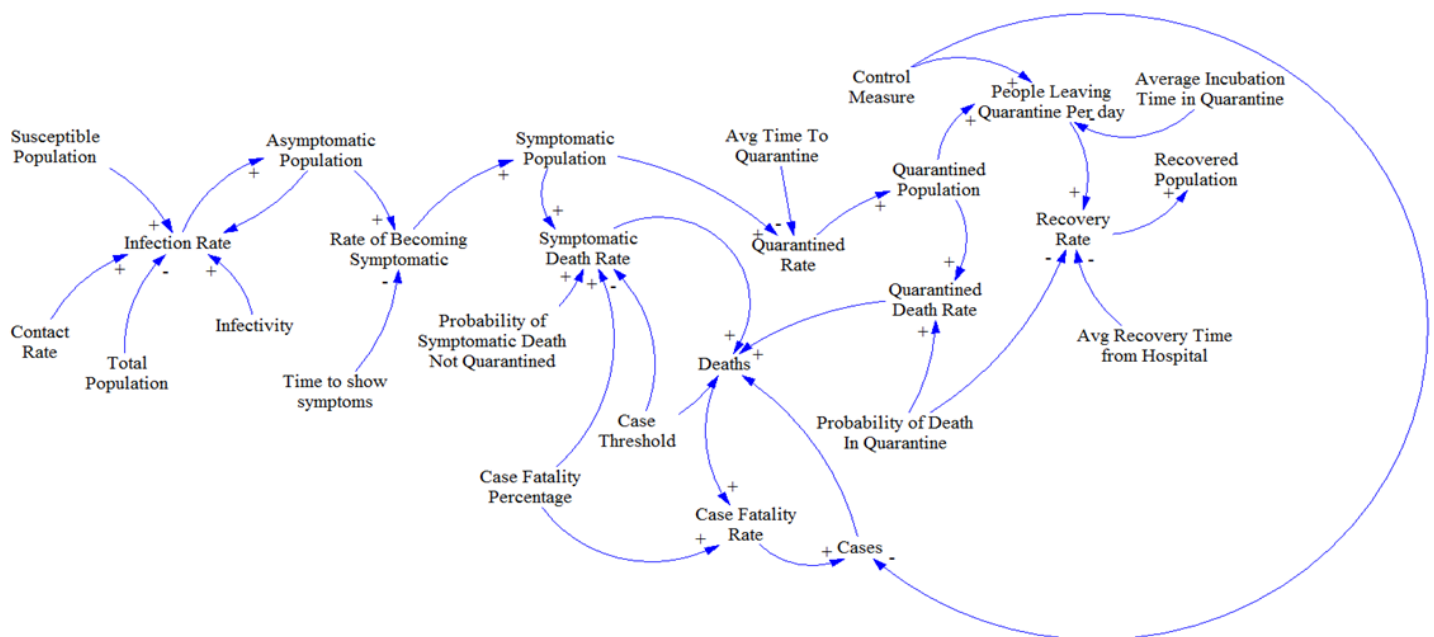 Control
Measure
People Leaving
Quarantine Per day
Average Incubation
Time in Quarantine
Susceptible
Population
Asymptomatic
Population
Symptomatic
Population
Avg Time To
Quarantine
Quarantined
Population
Recovered
Population
Infection Rate
Rate of Becoming
Symptomatic
Symptomatic
Death Rate
Quarantined
Rate
Recovery
Rate
Quarantined
Death Rate
Contact
Rate
Total
Population
Infectivity
Time to show
symptoms
Probability of
Symptomatic Death
Not Quarantined
Deaths
Avg Recovery Time
from Hospital
Case
Threshold
Probability of Death
In Quarantine
Case Fatality
Percentage
Case Fatality
Rate
Cases